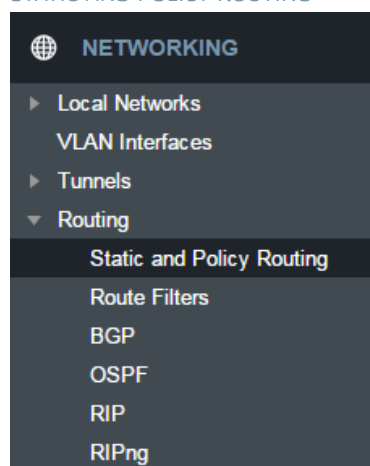 NETWORKING
Local Networks
VLAN Interfaces
Tunnels
Routing
Static and Policy Routing
Route Filters
BGP
OSPF
RIP
RIPng